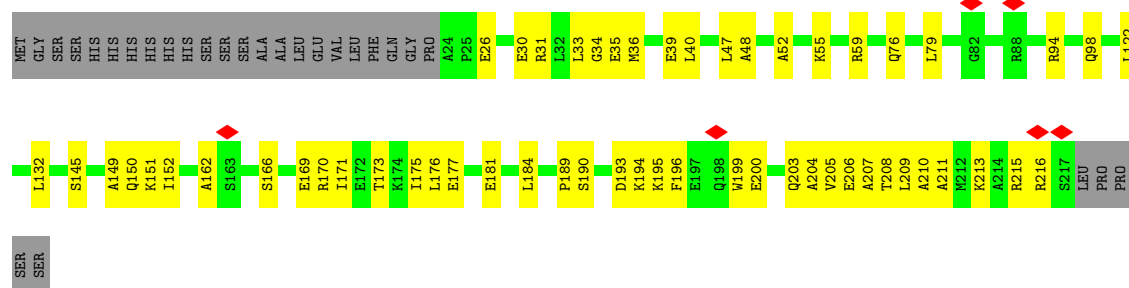 MET GLY SER SER HIS HIS HIS HIS HIS HIS SER SER SER ALA ALA LEU GLU VAL LEU PHE GLN GLY PRO A24 P25 E26 E30 R31 L32 L33 G34 E35 M36 E39 L40 L47 A48 A52 K55 R59 Q76 L79 G82 R88 R94 Q98 L122
L132 S145 A149 Q150 K151 I152 A162 S163 S166 E169 R170 I171 E172 T173 K174 I175 L176 E177 E181 L184 P189 S190 D193 K194 K195 F196 E197 Q198 W199 E200 Q203 A204 V205 E206 A207 T208 L209 A210 A211 M212 K213 A214 R215 R216 S217 LEU PRO PRO
SER SER